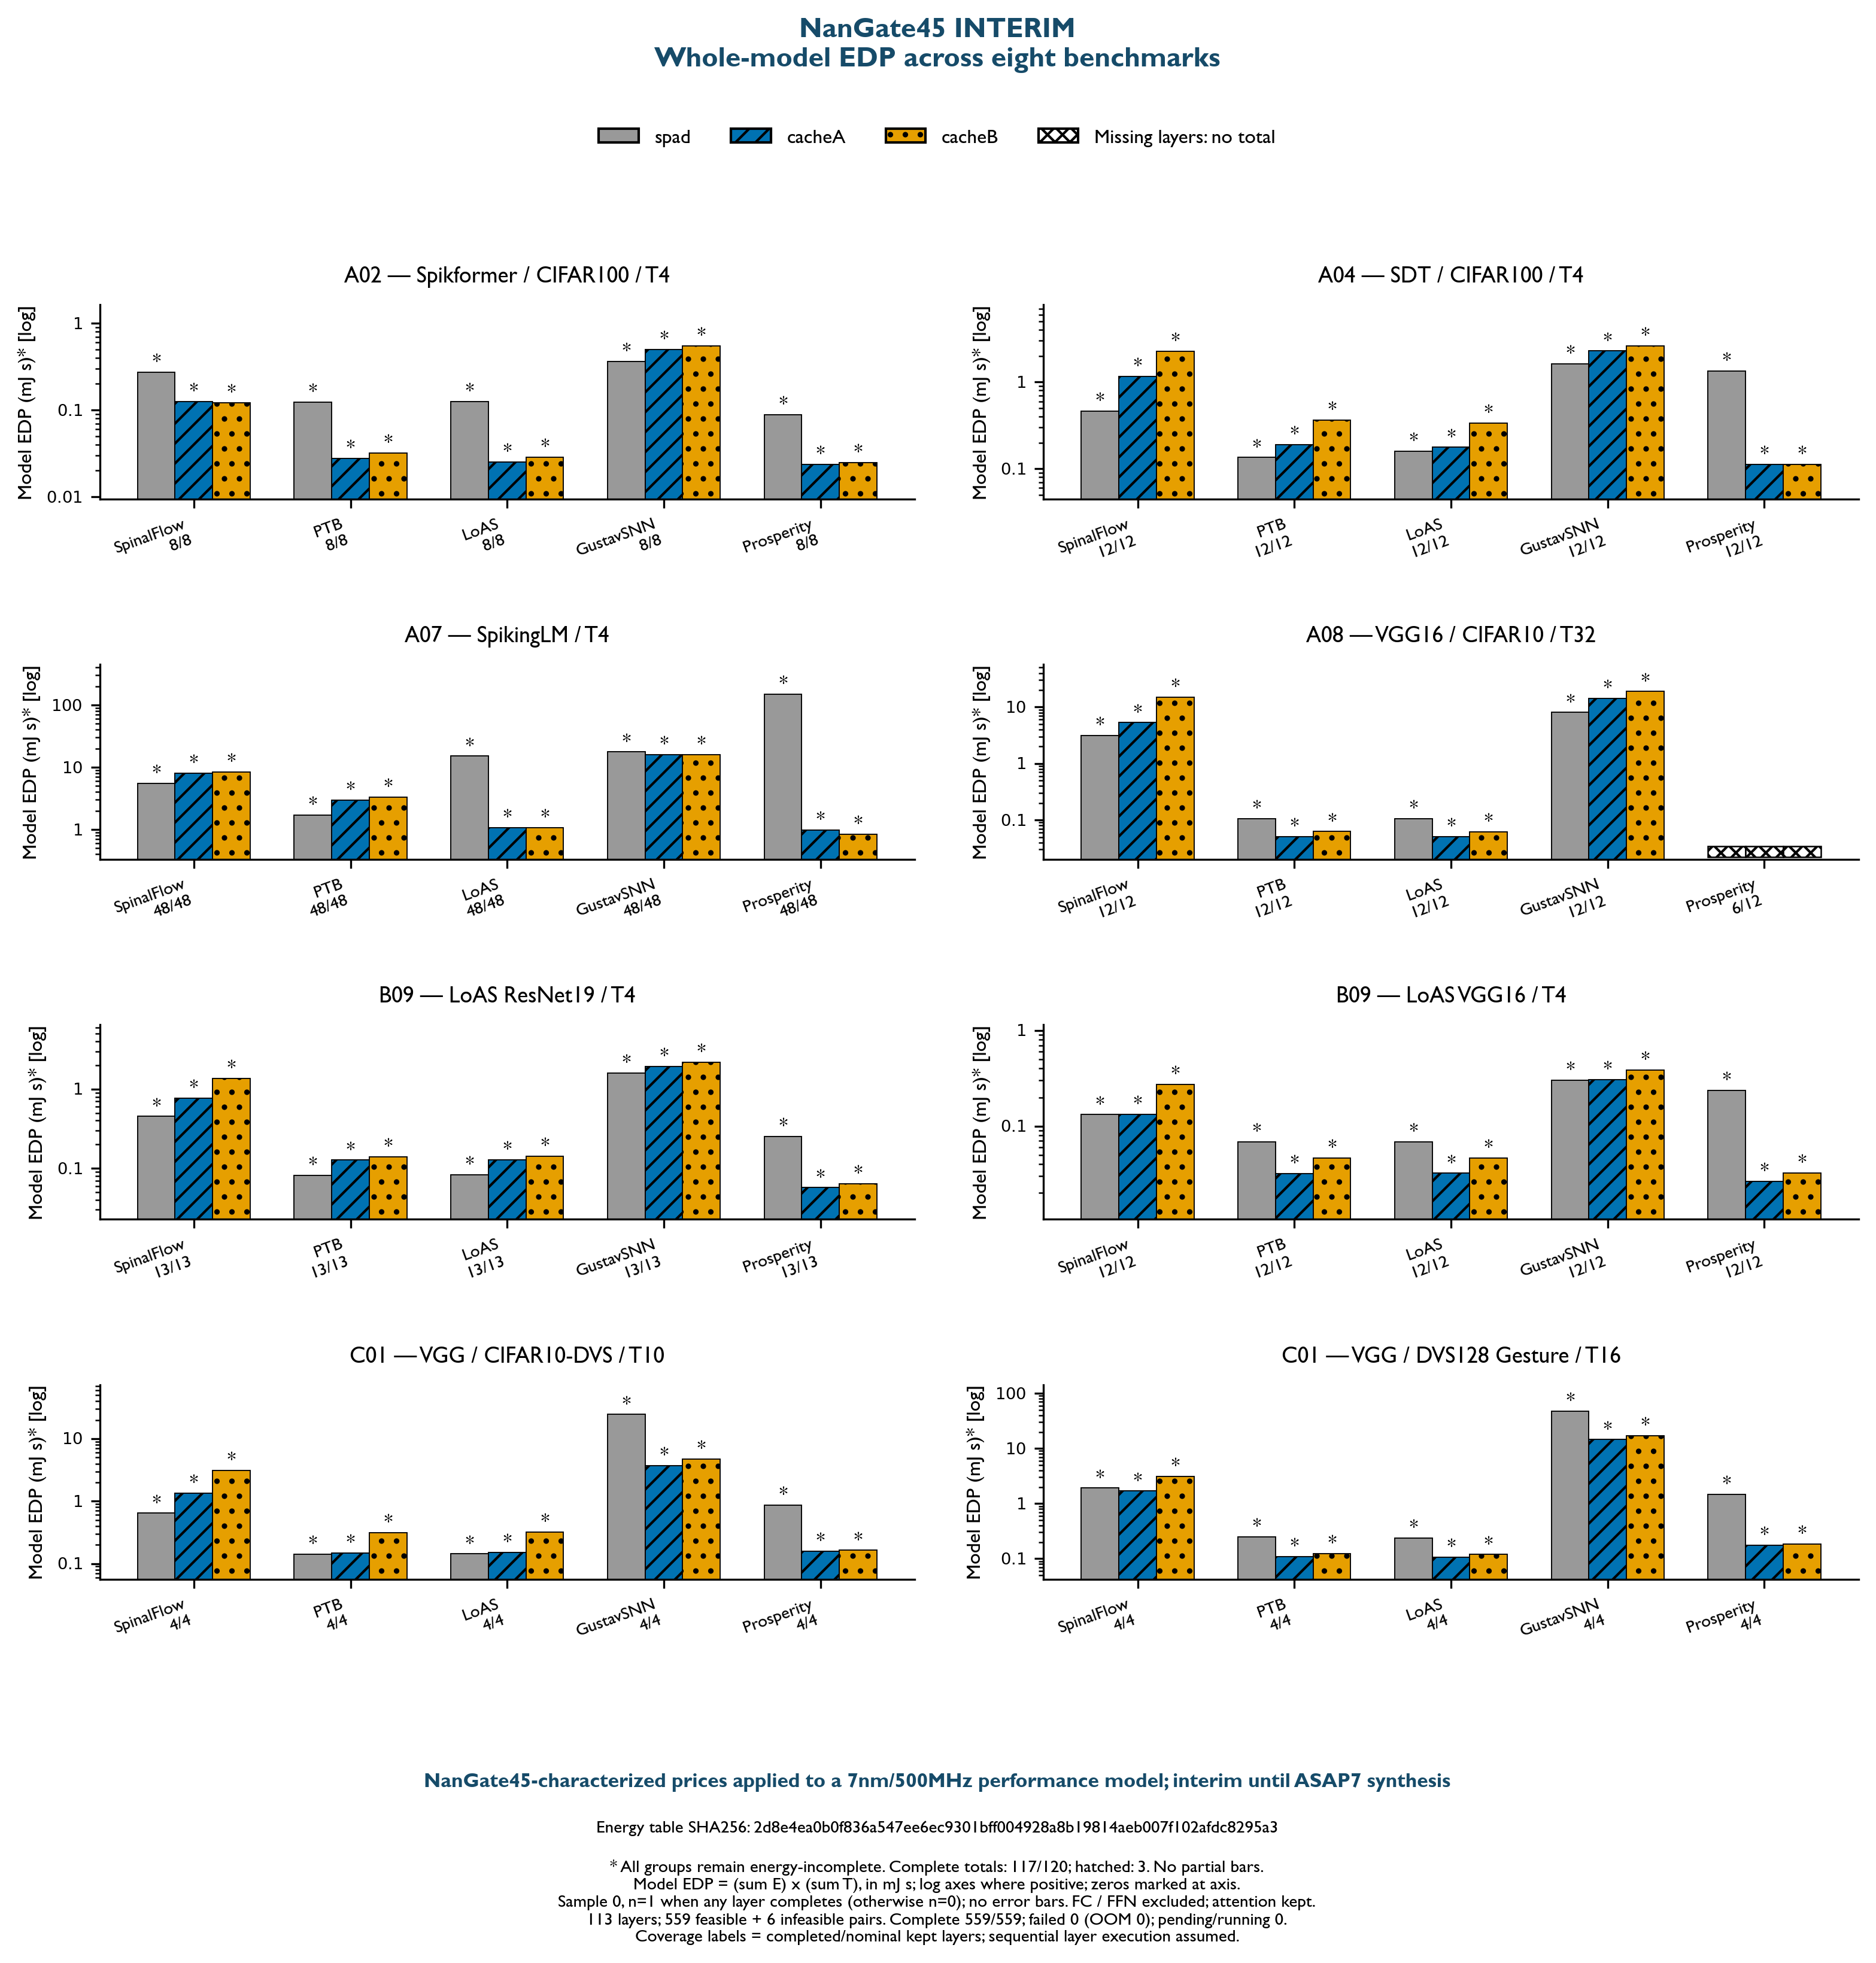 NanGate45 INTERIM
Whole-model EDP across eight benchmarks
spad
cacheA
cacheB
Missing layers: no total
A02 — Spikformer / CIFAR100 / T4
Model EDP (mJ s)* [log]
1
0.1
0.01
* * * * * * * * * * * * * * *
SpinalFlow
8/8
PTB
8/8
LoAS
8/8
GustavSNN
8/8
Prosperity
8/8
A04 — SDT / CIFAR100 / T4
Model EDP (mJ s)* [log]
1
0.1
* * * * * * * * * * * * * * *
SpinalFlow
12/12
PTB
12/12
LoAS
12/12
GustavSNN
12/12
Prosperity
12/12
A07 — SpikingLM / T4
Model EDP (mJ s)* [log]
100
10
1
* * * * * * * * * * * * * * *
SpinalFlow
48/48
PTB
48/48
LoAS
48/48
GustavSNN
48/48
Prosperity
48/48
A08 — VGG16 / CIFAR10 / T32
Model EDP (mJ s)* [log]
10
1
0.1
* * * * * * * * * * * *
SpinalFlow
12/12
PTB
12/12
LoAS
12/12
GustavSNN
12/12
Prosperity
6/12
B09 — LoAS ResNet19 / T4
Model EDP (mJ s)* [log]
1
0.1
* * * * * * * * * * * * * * *
SpinalFlow
13/13
PTB
13/13
LoAS
13/13
GustavSNN
13/13
Prosperity
13/13
B09 — LoAS VGG16 / T4
Model EDP (mJ s)* [log]
1
0.1
* * * * * * * * * * * * * * *
SpinalFlow
12/12
PTB
12/12
LoAS
12/12
GustavSNN
12/12
Prosperity
12/12
C01 — VGG / CIFAR10-DVS / T10
Model EDP (mJ s)* [log]
10
1
0.1
* * * * * * * * * * * * * * *
SpinalFlow
4/4
PTB
4/4
LoAS
4/4
GustavSNN
4/4
Prosperity
4/4
C01 — VGG / DVS128 Gesture / T16
Model EDP (mJ s)* [log]
100
10
1
0.1
* * * * * * * * * * * * * * *
SpinalFlow
4/4
PTB
4/4
LoAS
4/4
GustavSNN
4/4
Prosperity
4/4
NanGate45-characterized prices applied to a 7nm/500MHz performance model; interim until ASAP7 synthesis
Energy table SHA256: 2d8e4ea0b0f836a547ee6ec9301bff004928a8b19814aeb007f102afdc8295a3
* All groups remain energy-incomplete. Complete totals: 117/120; hatched: 3. No partial bars.
Model EDP = (sum E) x (sum T), in mJ s; log axes where positive; zeros marked at axis.
Sample 0, n=1 when any layer completes (otherwise n=0); no error bars. FC / FFN excluded; attention kept.
113 layers; 559 feasible + 6 infeasible pairs. Complete 559/559; failed 0 (OOM 0); pending/running 0.
Coverage labels = completed/nominal kept layers; sequential layer execution assumed.